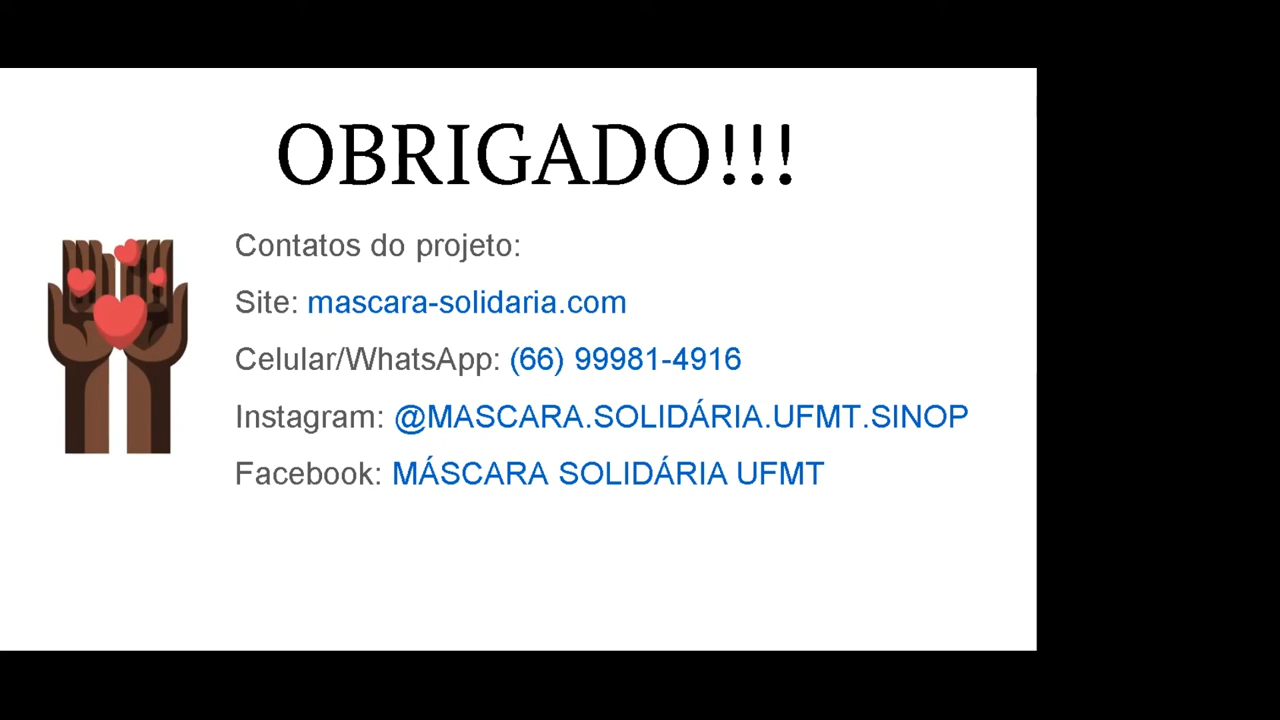 OBRIGADO!!!
Contatos do projeto:
Site: mascara-solidaria.com
Celular/WhatsApp: (66) 99981-4916
Instagram: @MASCARA.SOLIDÁRIA.UFMT.SINOP
Facebook: MÁSCARA SOLIDÁRIA UFMT